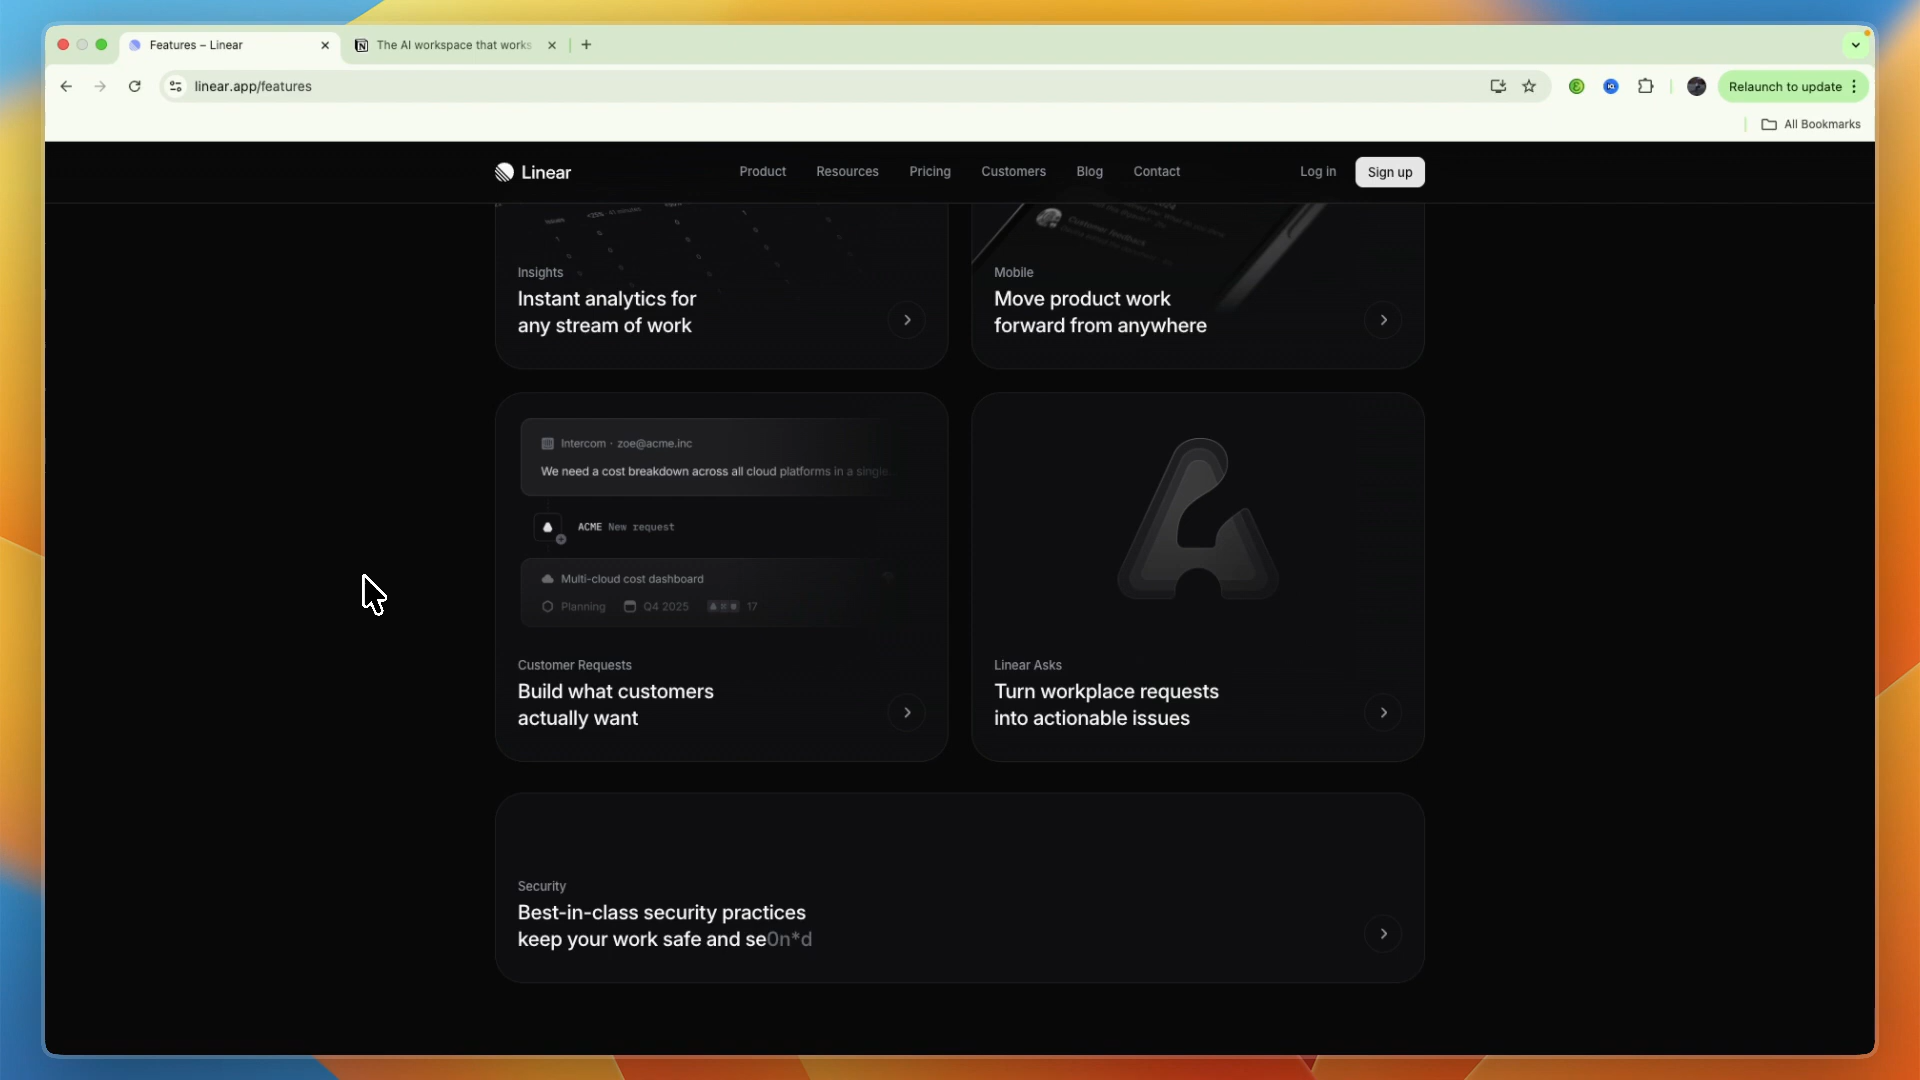 Features – Linear
The AI workspace that works
linear.app/features
Relaunch to update
All Bookmarks
Linear
Product
Resources
Pricing
Customers
Blog
Contact
Log in
Sign up
Customer feedback
Insights
Instant analytics for
any stream of work
Mobile
Move product work
forward from anywhere
Intercom · zoe@acme.inc
We need a cost breakdown across all cloud platforms in a single
ACME New request
Multi-cloud cost dashboard
Planning
Q4 2025
17
Customer Requests
Build what customers
actually want
Linear Asks
Turn workplace requests
into actionable issues
Security
Best-in-class security practices
keep your work safe and se0n*d